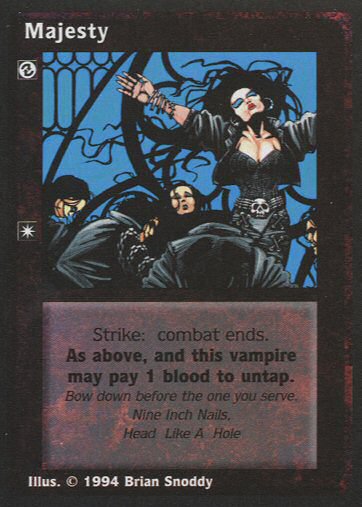 Majesty
Strike: combat ends.
As above, and this vampire
may pay 1 blood to untap.
Bow down before the one you serve.
Nine Inch Nails,
Head Like A Hole
Illus. © 1994 Brian Snoddy